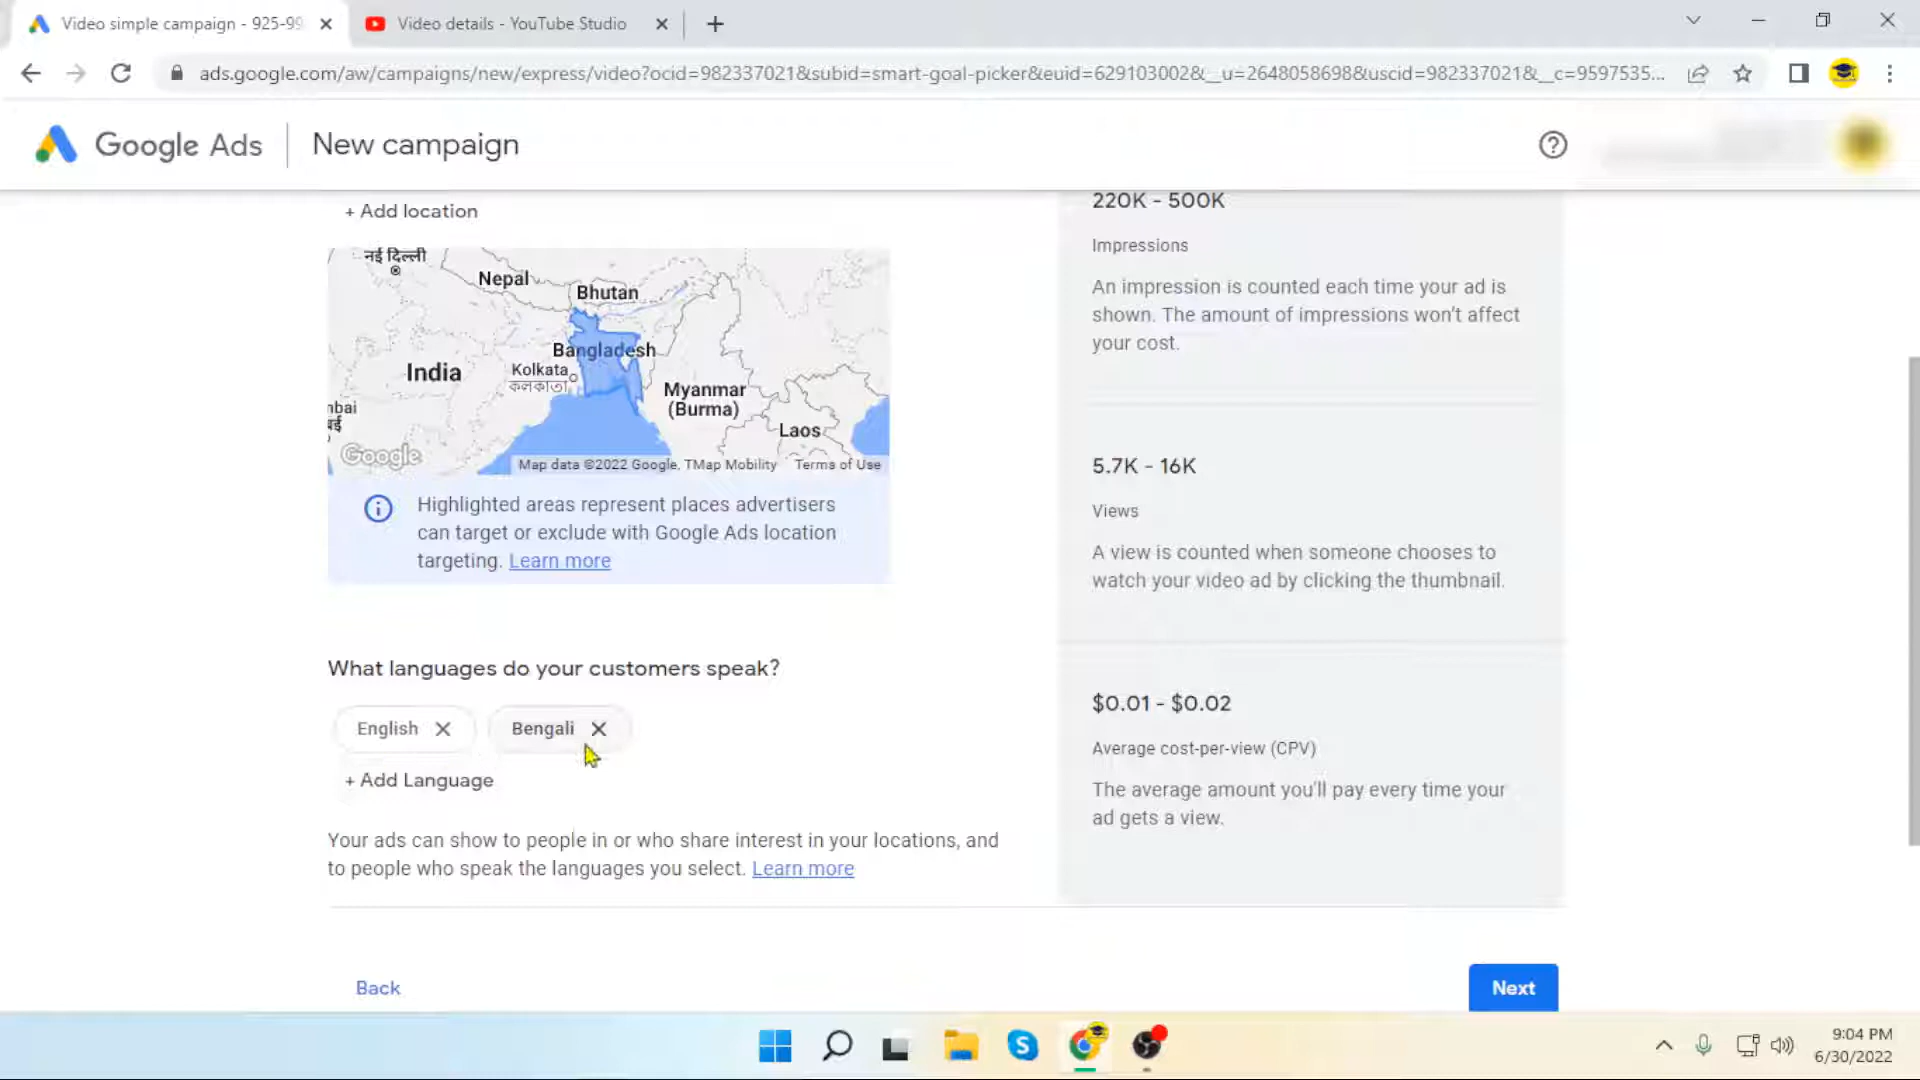 Video simple campaign - 925-99
Video details - YouTube Studio
ads.google.com/aw/campaigns/new/express/video?ocid=982337021&subid=smart-goal-picker&euid=629103002&__u=2648058698&uscid=982337021&__c=9597535...
Google Ads
New campaign
+ Add location
नई दिल्ली
Nepal
Bhutan
Bangladesh
India
Kolkata
কলকাতা
Myanmar
(Burma)
nbai
Laos
Google
Map data ©2022 Google, TMap Mobility
Terms of Use
Highlighted areas represent places advertisers
can target or exclude with Google Ads location
targeting. Learn more
What languages do your customers speak?
English
Bengali
+ Add Language
Your ads can show to people in or who share interest in your locations, and
to people who speak the languages you select. Learn more
220K - 500K
Impressions
An impression is counted each time your ad is
shown. The amount of impressions won't affect
your cost.
5.7K - 16K
Views
A view is counted when someone chooses to
watch your video ad by clicking the thumbnail.
$0.01 - $0.02
Average cost-per-view (CPV)
The average amount you'll pay every time your
ad gets a view.
Back
Next
9:04 PM
6/30/2022